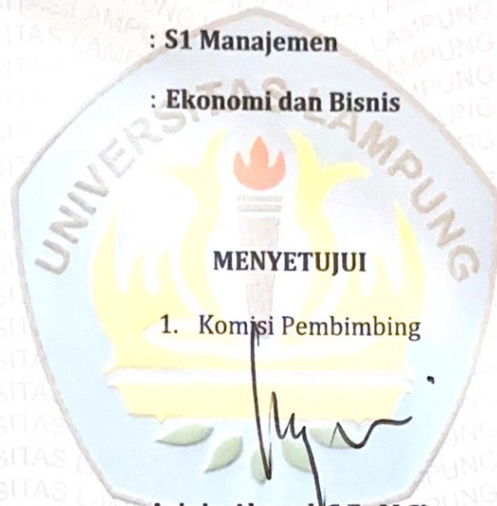 : S1 Manajemen
: Ekonomi dan Bisnis
UNIVERSITAS LAMPUNG
MENYETUJUI
1. Komisi Pembimbing